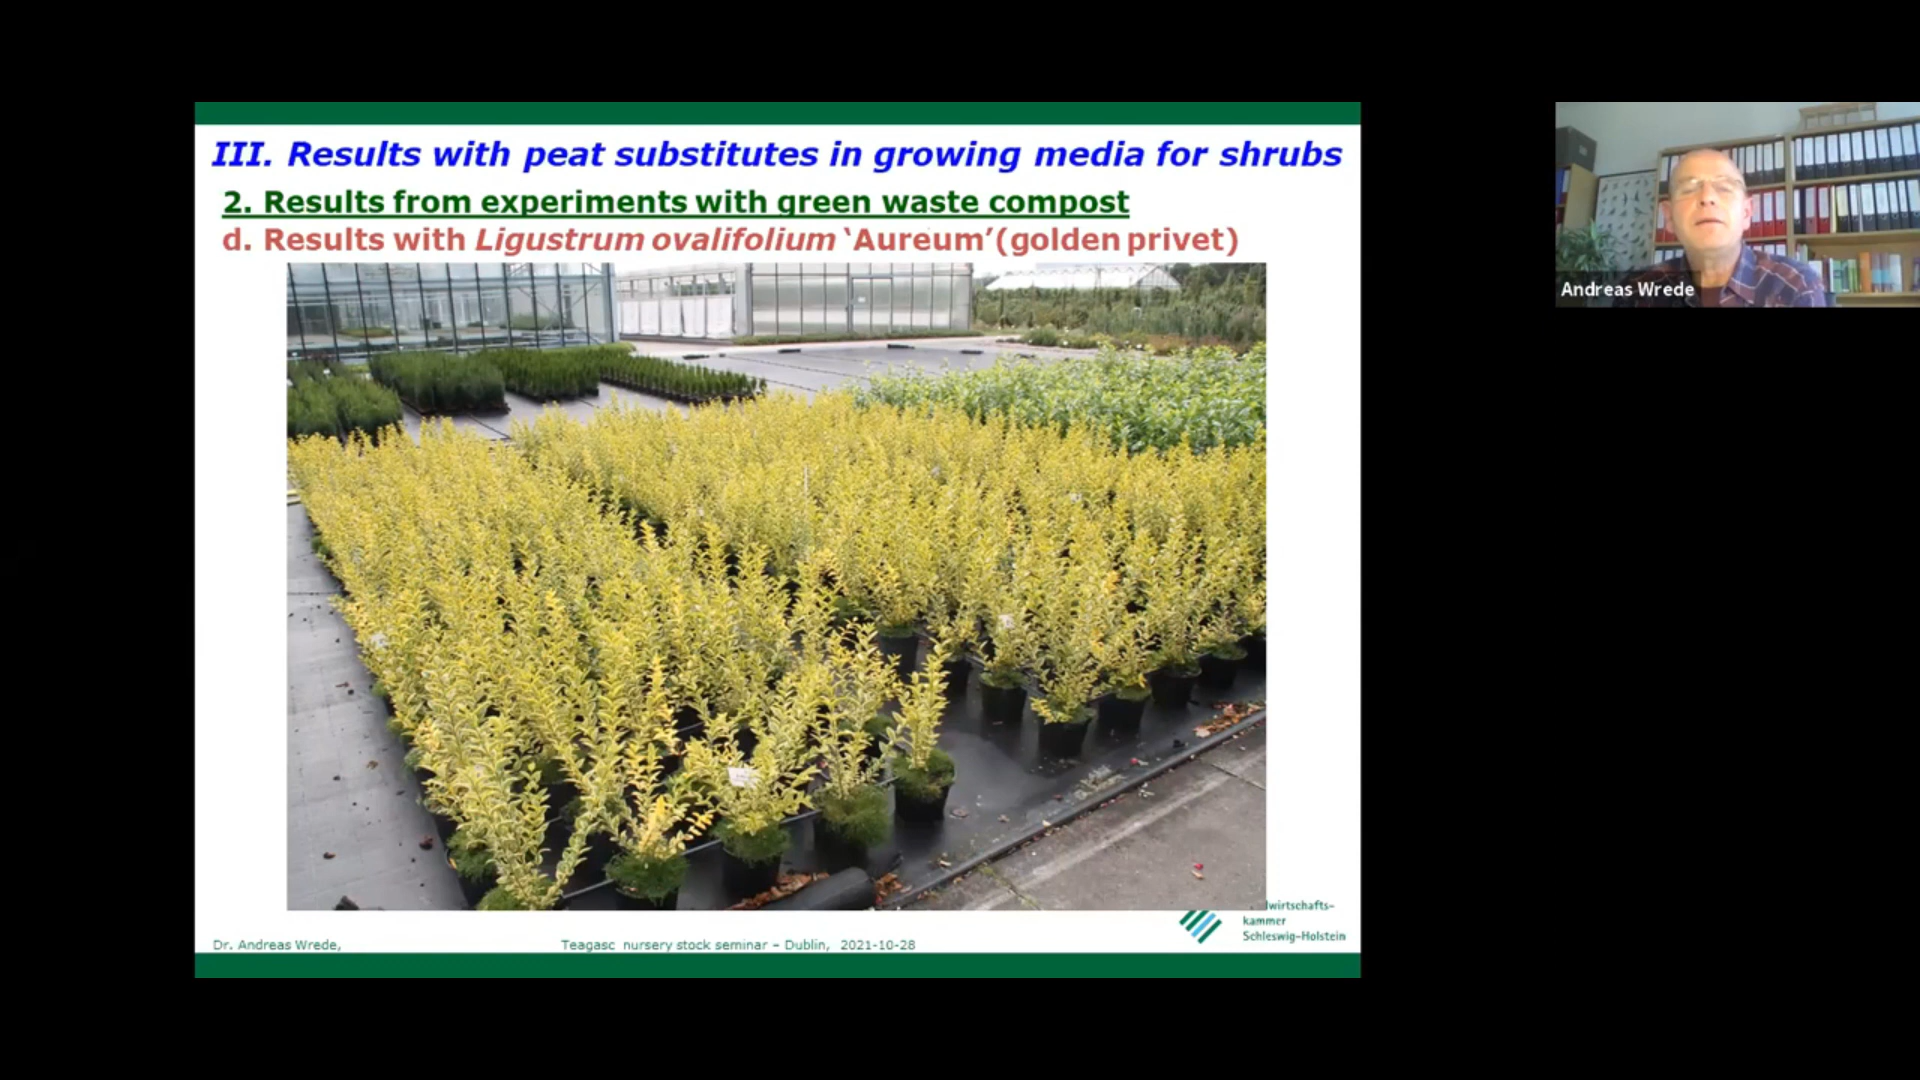 III. Results with peat substitutes in growing media for shrubs
2. Results from experiments with green waste compost
d. Results with Ligustrum ovalifolium ‘Aureum’(golden privet)
Andreas Wrede
lwirtschafts-
kammer
Schleswig-Holstein
Dr. Andreas Wrede,
Teagasc nursery stock seminar – Dublin, 2021-10-28